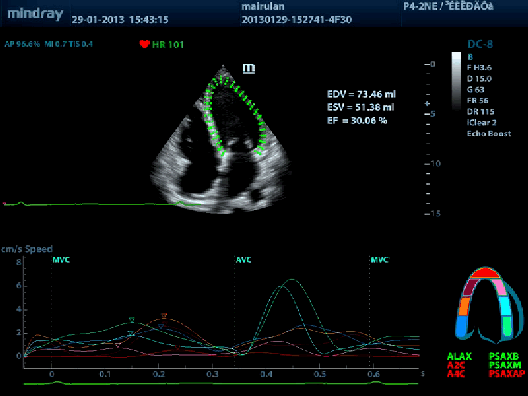 mindray
29-01-2013 15:43:15
mairulan
20130129-152741-4F30
P4-2NE / ³ÉÈËÐÄÔà
AP 96.6% MI 0.7 TIS 0.4
HR 101
m
DC-8
B
F H3.6
D 15.0
G 63
FR 56
DR 115
iClear 2
Echo Boost
0
5
10
15
EDV = 73.46 ml
ESV = 51.38 ml
EF = 30.06 %
cm/s Speed
MVC
AVC
MVC
8
6
4
2
0
0
0.1
0.2
0.3
0.4
0.5
0.6
s
ALAX PSAXB
A2C PSAXM
A4C PSAXAP